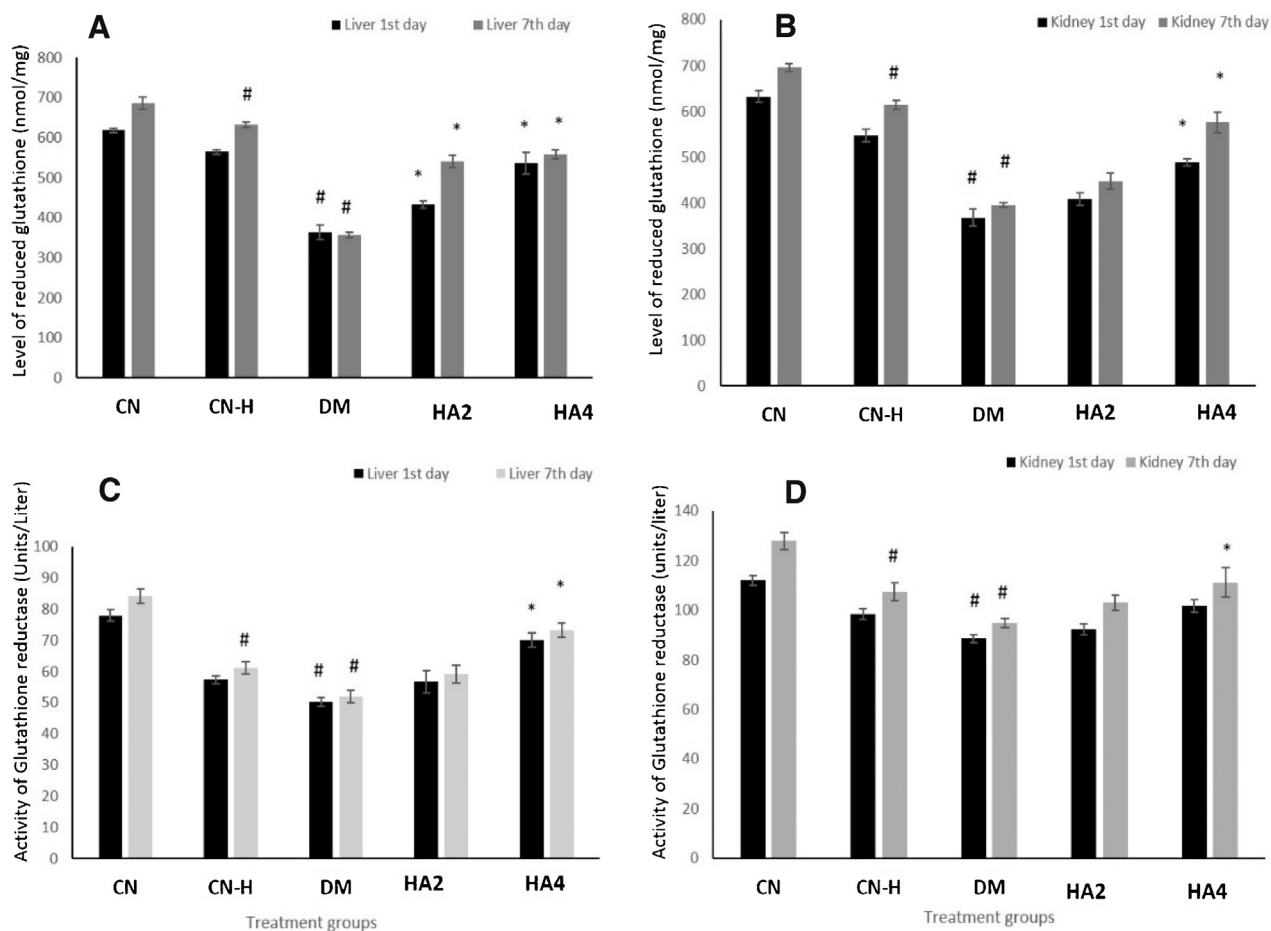 A
Liver 1st day Liver 7th day
Level of reduced glutathione (nmol/mg)
800
700
600
500
400
300
200
100
0
#
# #
* *
* *
CN CN-H DM HA2 HA4
B
Kidney 1st day Kidney 7th day
Level of reduced glutathione (nmol/mg)
800
700
600
500
400
300
200
100
0
#
# #
* *
CN CN-H DM HA2 HA4
C
Liver 1st day Liver 7th day
Activity of Glutathione reductase (Units/Liter)
100
90
80
70
60
50
40
30
20
10
0
#
# #
* *
CN CN-H DM HA2 HA4
Treatment groups
D
Kidney 1st day Kidney 7th day
Activity of Glutathione reductase (units/liter)
140
120
100
80
60
40
20
0
#
# #
*
CN CN-H DM HA2 HA4
Treatment groups